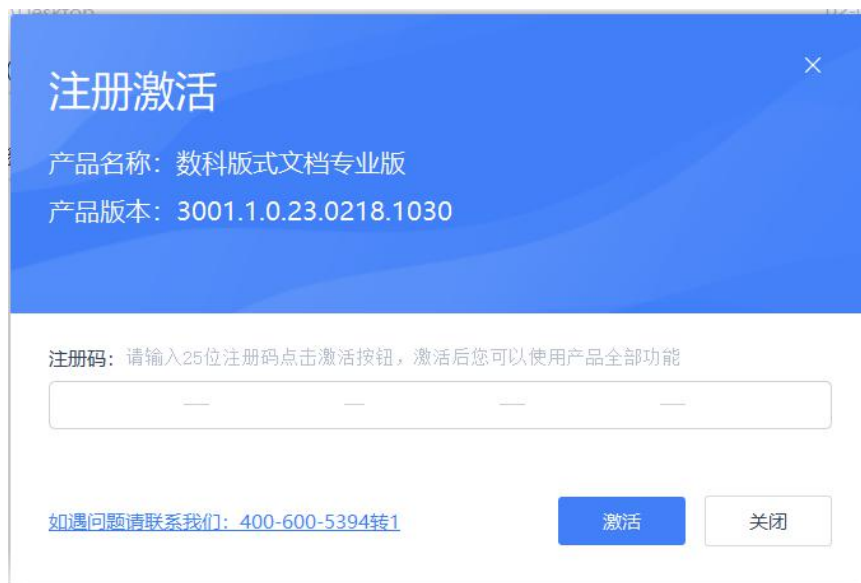 注册激活
产品名称：数科版式文档专业版
产品版本：3001.1.0.23.0218.1030
注册码：请输入25位注册码点击激活按钮，激活后您可以使用产品全部功能
如遇问题请联系我们：400-600-5394转1
激活
关闭